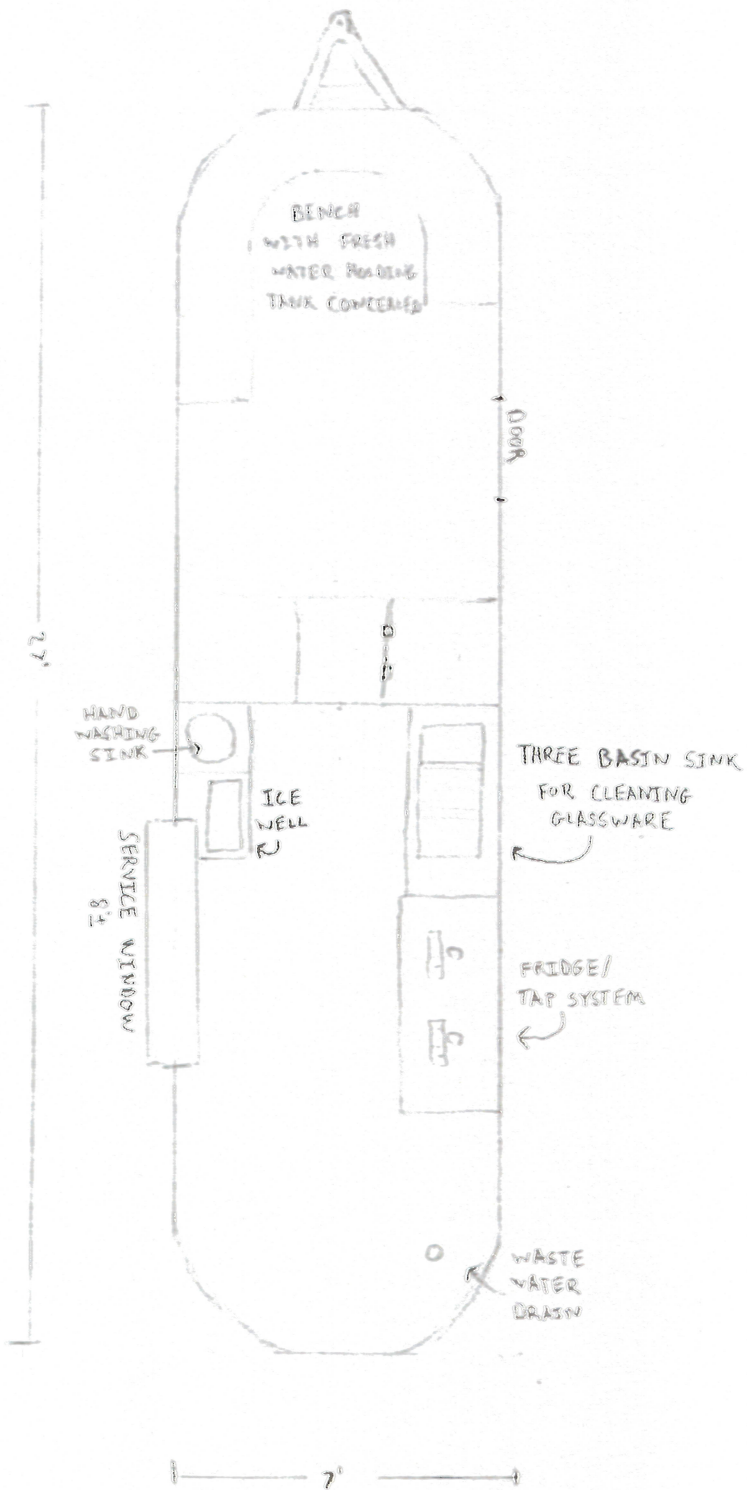 BENCH
WITH FRESH
WATER HOLDING
TANK CONCEALED
DOOR
27'
HAND
WASHING
SINK
ICE
WELL
THREE BASIN SINK
FOR CLEANING
GLASSWARE
SERVICE WINDOW
FRIDGE/
TAP SYSTEM
WASTE
WATER
DRAIN
7'